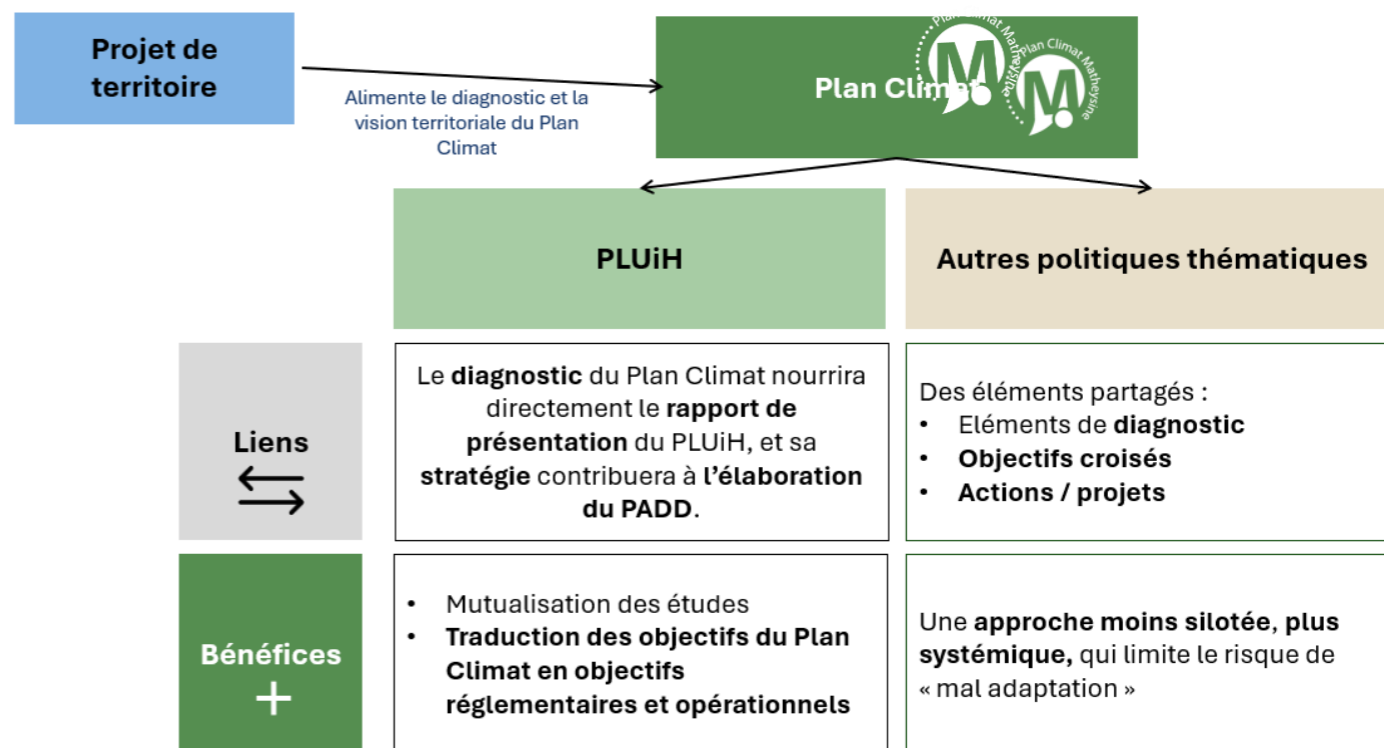 Projet de
territoire
Alimente le diagnostic et la
vision territoriale du Plan
Climat
Plan Climat
Plan Climat Matheysine
Plan Climat Matheysine
PLUiH
Autres politiques thématiques
Liens
Le diagnostic du Plan Climat nourrira
directement le rapport de
présentation du PLUiH, et sa
stratégie contribuera à l’élaboration
du PADD.
Des éléments partagés :
• Eléments de diagnostic
• Objectifs croisés
• Actions / projets
Bénéfices
• Mutualisation des études
• Traduction des objectifs du Plan
Climat en objectifs
réglementaires et opérationnels
Une approche moins silotée, plus
systémique, qui limite le risque de
« mal adaptation »